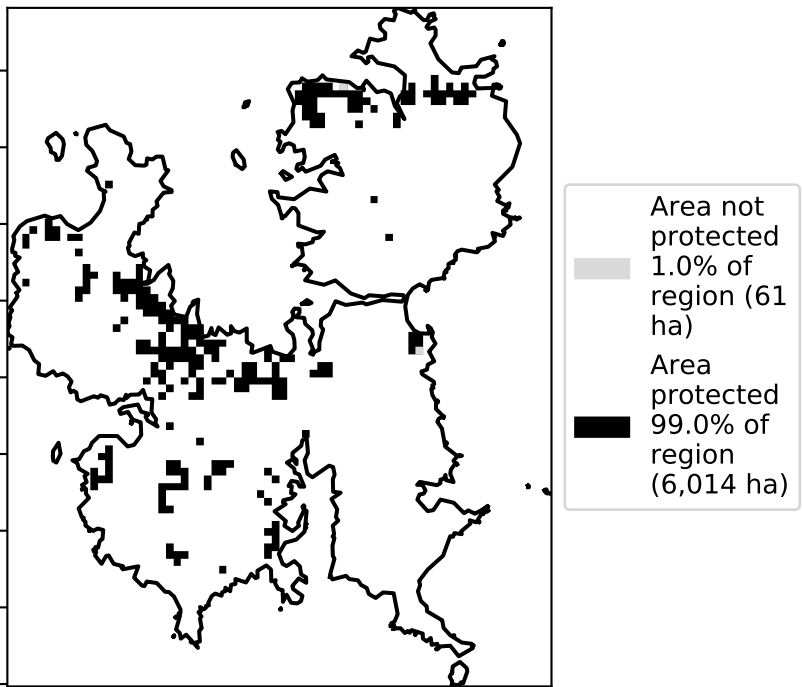 Area not
protected
1.0% of
region (61
ha)
Area
protected
99.0% of
region
(6,014 ha)